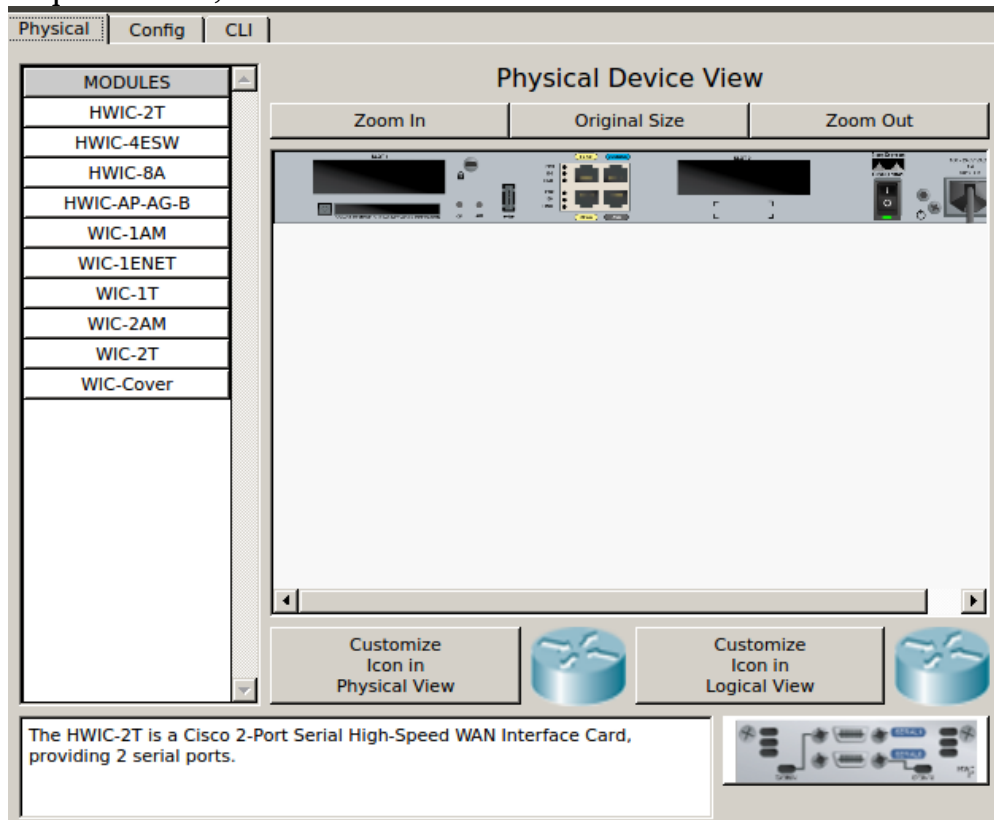 Physical
Config
CLI
MODULES
HWIC-2T
HWIC-4ESW
HWIC-8A
HWIC-AP-AG-B
WIC-1AM
WIC-1ENET
WIC-1T
WIC-2AM
WIC-2T
WIC-Cover
Physical Device View
Zoom In
Original Size
Zoom Out
Customize
Icon in
Physical View
Customize
Icon in
Logical View
The HWIC-2T is a Cisco 2-Port Serial High-Speed WAN Interface Card,
providing 2 serial ports.